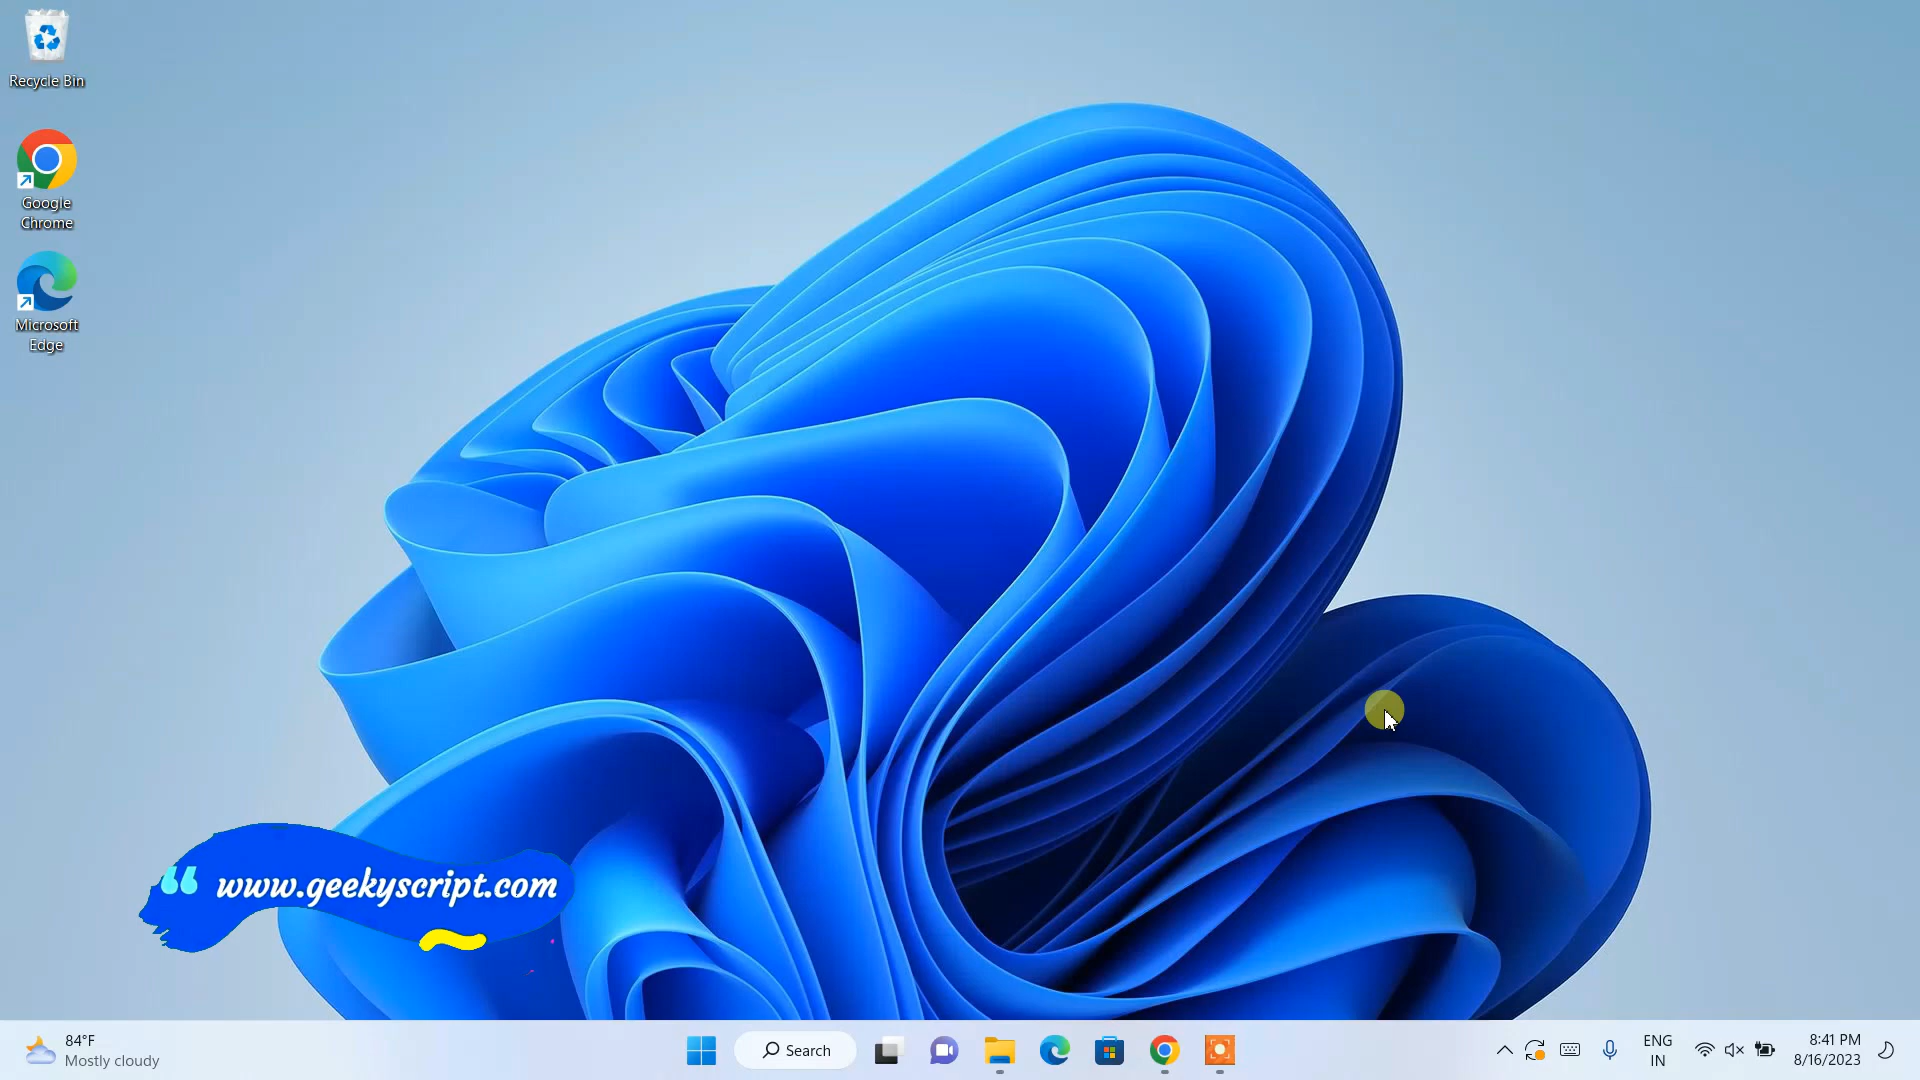 Recycle Bin
Google
Chrome
Microsoft
Edge
www.geekyscript.com
84°F
Mostly cloudy
Search
ENG
IN
8:41 PM
8/16/2023